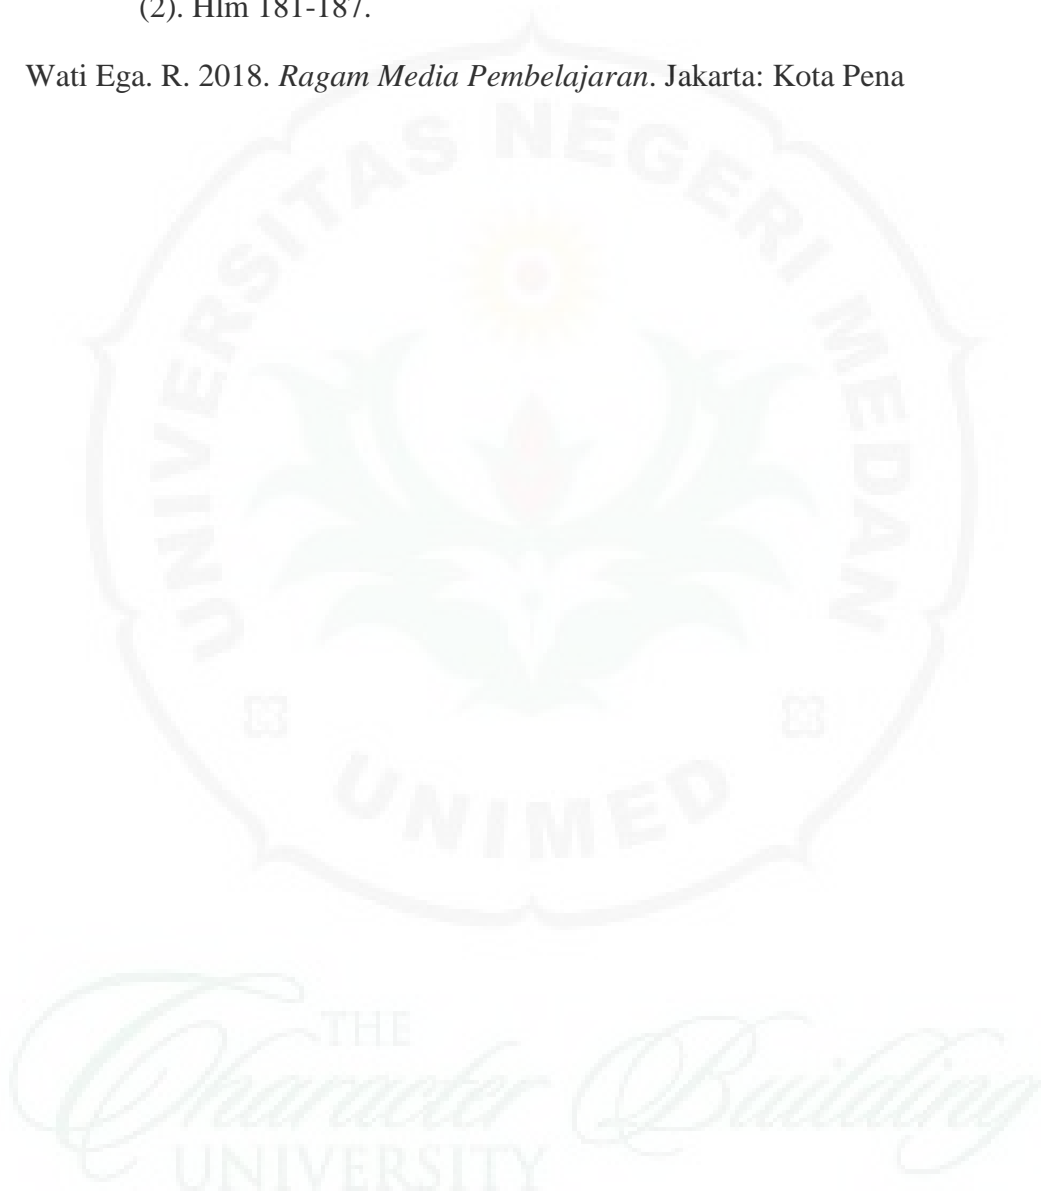 (2). Hlm 181-187.
Wati Ega. R. 2018. Ragam Media Pembelajaran. Jakarta: Kota Pena
UNIVERSITAS NEGERI MEDAN
UNIMED
THE
Character Building
UNIVERSITY